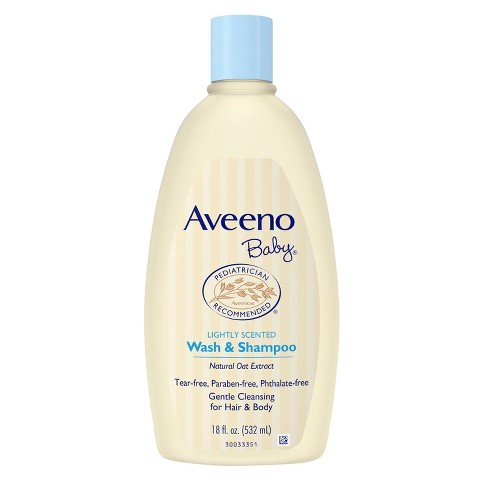 Aveeno
Baby®
PEDIATRICIAN
Aveeno®
RECOMMENDED®
LIGHTLY SCENTED
Wash & Shampoo
Natural Oat Extract
Tear-free, Paraben-free, Phthalate-free
Gentle Cleansing
for Hair & Body
18 fl. oz. (532 mL)
30033351